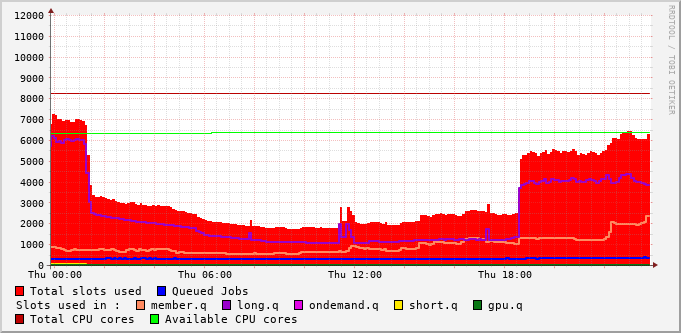 RRDTOOL / TOBI OETIKER
12000
11000
10000
9000
8000
7000
6000
5000
4000
3000
2000
1000
0
Thu 00:00 Thu 06:00 Thu 12:00 Thu 18:00
Total slots used Queued Jobs
Slots used in : member.q long.q ondemand.q short.q gpu.q
Total CPU cores Available CPU cores